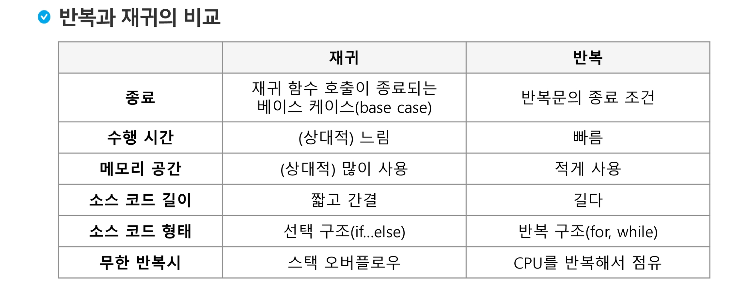 반복과 재귀의 비교
재귀 반복
종료 재귀 함수 호출이 종료되는 베이스 케이스(base case) 반복문의 종료 조건
수행 시간 (상대적) 느림 빠름
메모리 공간 (상대적) 많이 사용 적게 사용
소스 코드 길이 짧고 간결 길다
소스 코드 형태 선택 구조(if...else) 반복 구조(for, while)
무한 반복시 스택 오버플로우 CPU를 반복해서 점유